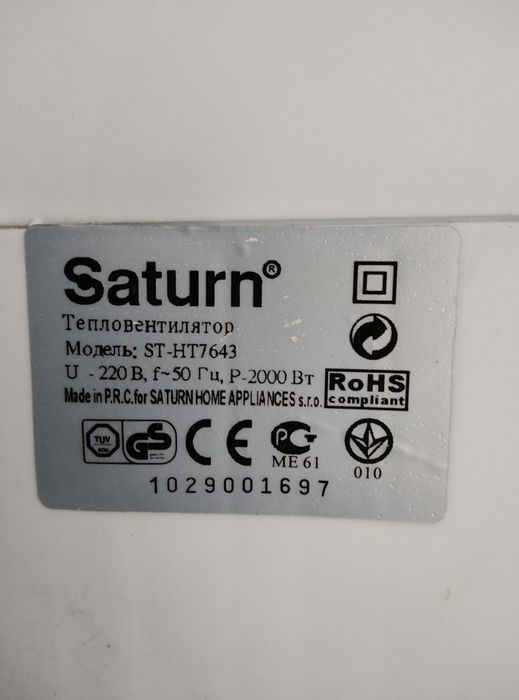 Saturn®
Тепловентилятор
Модель: ST-HT7643
U - 220 В, f~50 Гц, P-2000 Вт
Made in P.R.C. for SATURN HOME APPLIANCES s.r.o.
RoHS
compliant
TUV
GS
CE
РС
ME 61
010
1029001697